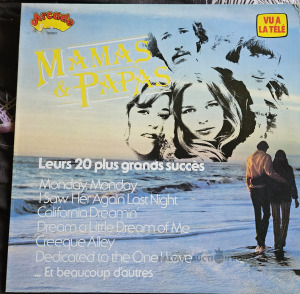 Arcade
VU A
LA TÉLÉ
MAMAS
& PAPAS
Leurs 20 plus grands succès
Monday, Monday
I Saw Her Again Last Night
California Dreamin'
Dream a Little Dream of Me
Creeque Alley
Dedicated to the One I Love
... Et beaucoup d'autres